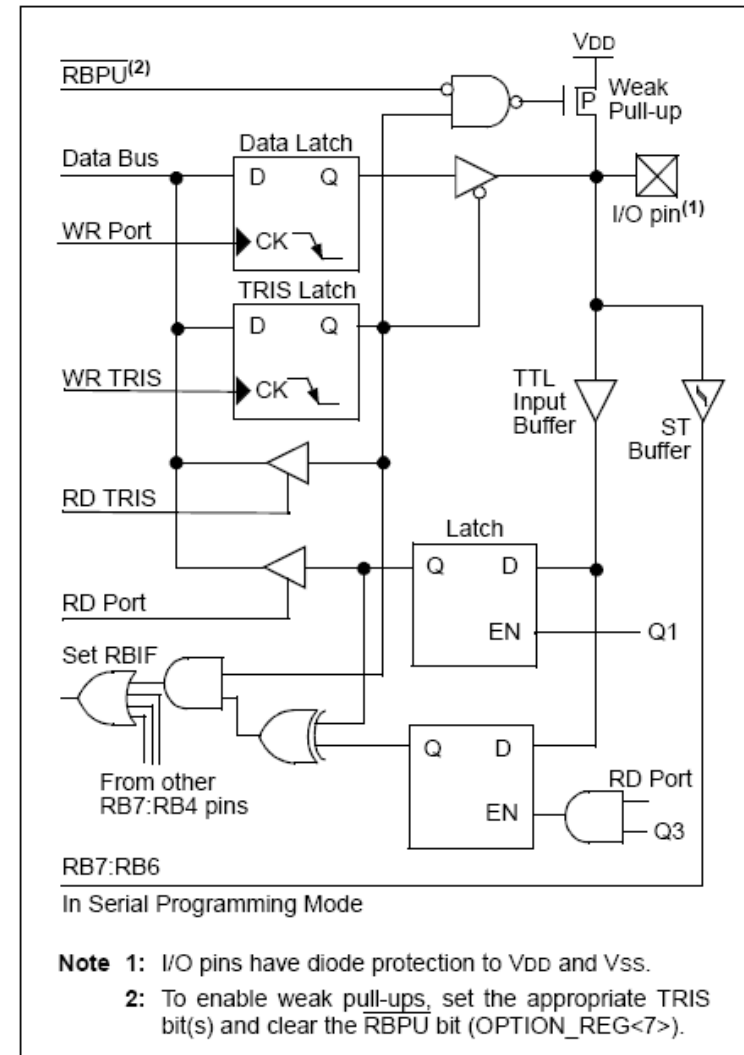 VDD
RBPU(2)
Weak
P
Pull-up
Data Latch
Data Bus
D Q
I/O pin(1)
WR Port
CK
TRIS Latch
D Q
WR TRIS
CK
TTL
Input
Buffer
ST
Buffer
RD TRIS
Latch
Q D
RD Port
EN
Q1
Set RBIF
Q D
From other
RB7:RB4 pins
RD Port
EN
Q3
RB7:RB6
In Serial Programming Mode
Note 1: I/O pins have diode protection to VDD and VSS.
2: To enable weak pull-ups, set the appropriate TRIS
bit(s) and clear the RBPU bit (OPTION_REG<7>).